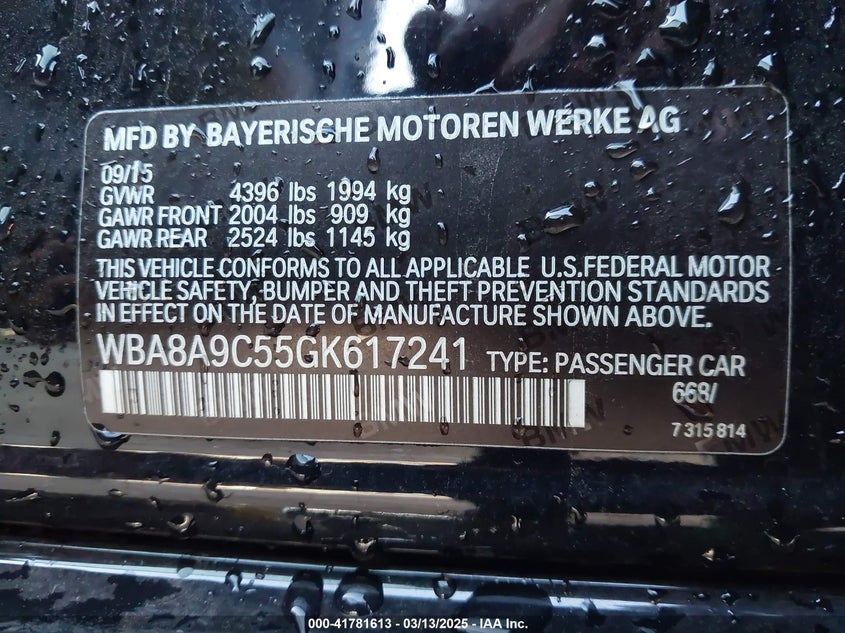 MFD BY BAYERISCHE MOTOREN WERKE AG
09/15
GVWR 4396 lbs 1994 kg
GAWR FRONT 2004 lbs 909 kg
GAWR REAR 2524 lbs 1145 kg
THIS VEHICLE CONFORMS TO ALL APPLICABLE U.S.FEDERAL MOTOR
VEHICLE SAFETY, BUMPER AND THEFT PREVENTION STANDARDS
IN EFFECT ON THE DATE OF MANUFACTURE SHOWN ABOVE.
WBA8A9C55GK617241 TYPE: PASSENGER CAR
668/
7 315 814
000-41781613 — 03/13/2025 — IAA Inc.